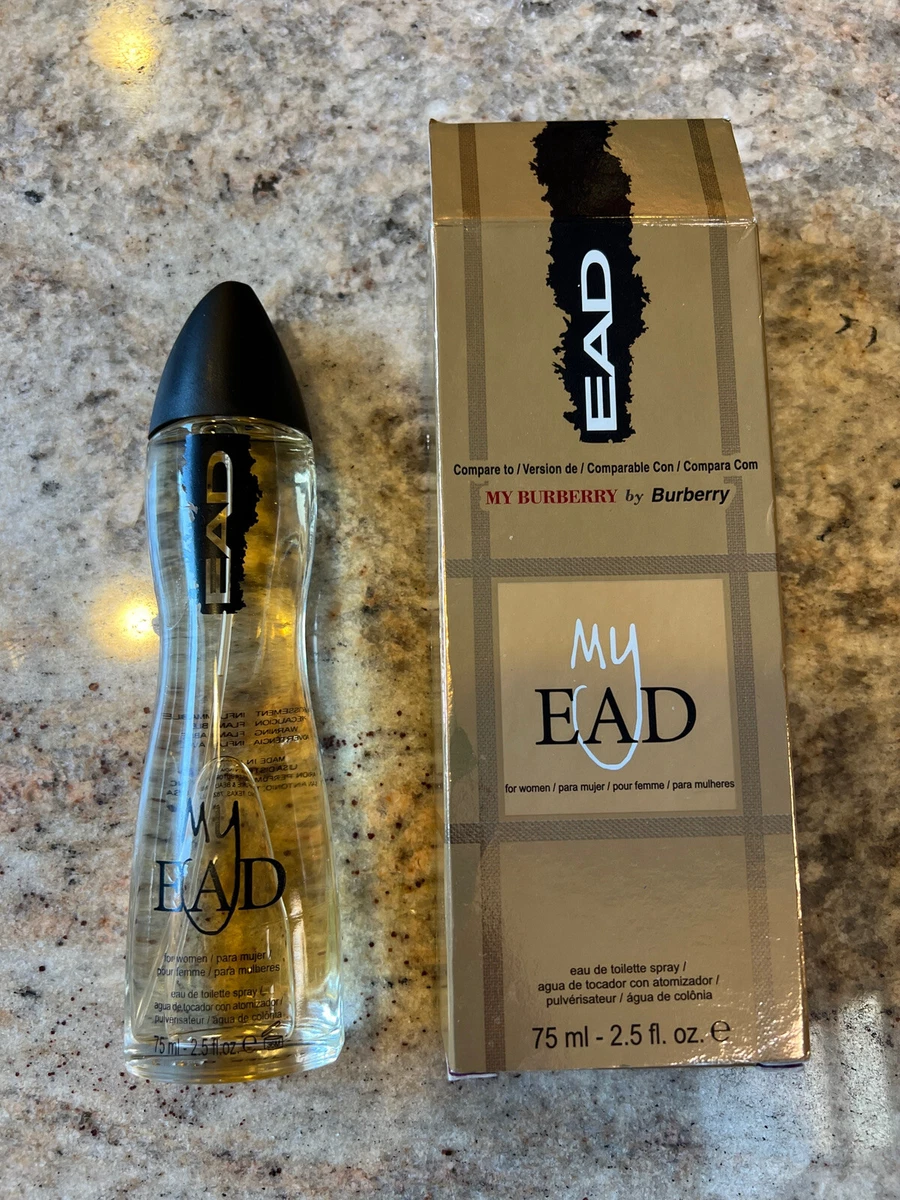 EAD
My
EAD
for women / para mujer /
pour femme / para mulheres
eau de toilette spray /
agua de tocador con atomizador /
pulvérisateur / água de colônia
75 ml - 2.5 fl.oz. ℮
EAD
Compare to / Version de / Comparable Con / Compara Com
MY BURBERRY by Burberry
My
EAD
for women / para mujer / pour femme / para mulheres
eau de toilette spray /
agua de tocador con atomizador /
pulvérisateur / água de colônia
75 ml - 2.5 fl. oz. ℮